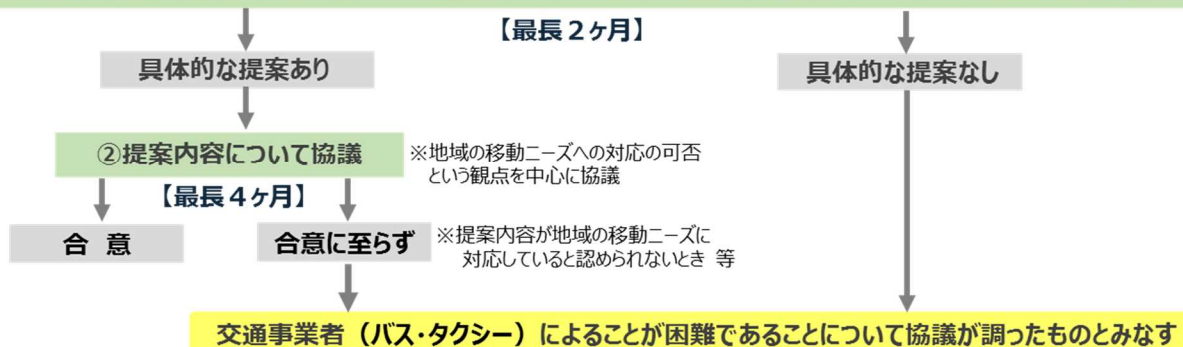 【最長２ヶ月】
具体的な提案あり
具体的な提案なし
②提案内容について協議
※地域の移動ニーズへの対応の可否
という観点を中心に協議
【最長４ヶ月】
合 意
合意に至らず
※提案内容が地域の移動ニーズに
対応していると認められないとき 等
交通事業者（バス・タクシー）によることが困難であることについて協議が調ったものとみなす